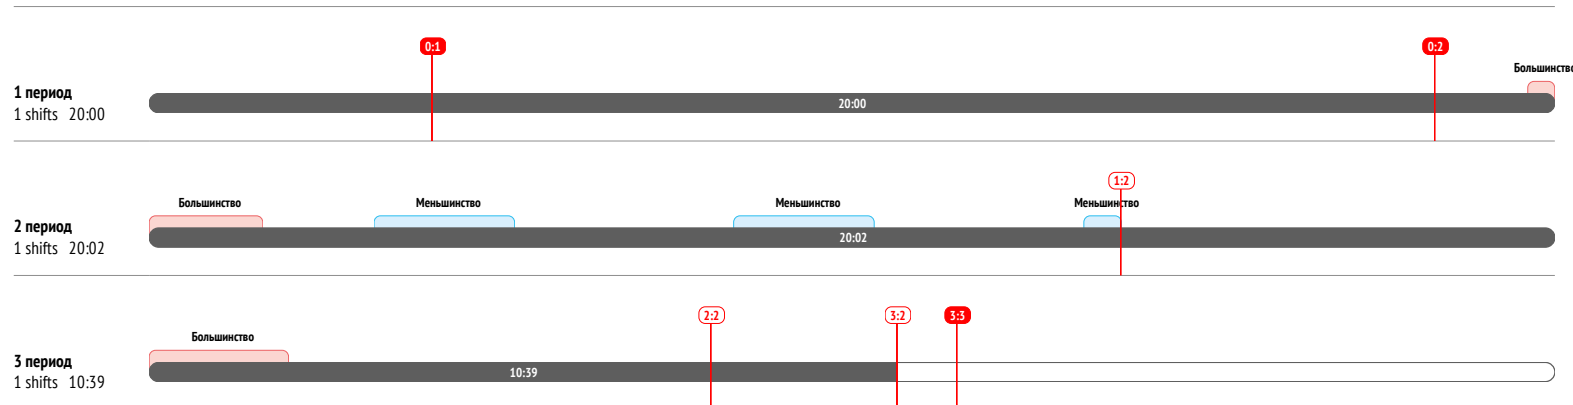 0:1
0:2
Большинство
1 период
1 shifts 20:00
20:00
1:2
Большинство
Меньшинство
Меньшинство
Меньшинство
2 период
1 shifts 20:02
20:02
2:2
3:2
3:3
Большинство
3 период
1 shifts 10:39
10:39